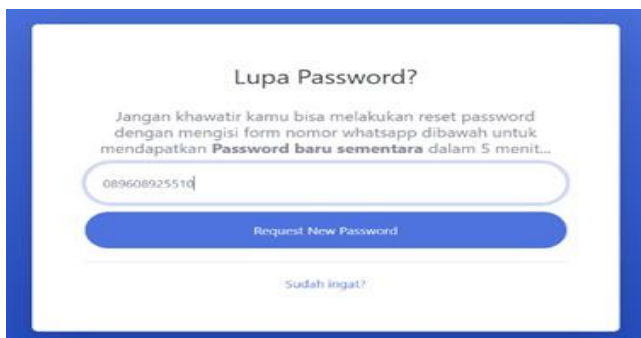 Lupa Password?
Jangan khawatir kamu bisa melakukan reset password
dengan mengisi form nomor whatsapp dibawah untuk
mendapatkan Password baru sementara dalam 5 menit...
089608925510
Request New Password
Sudah ingat?